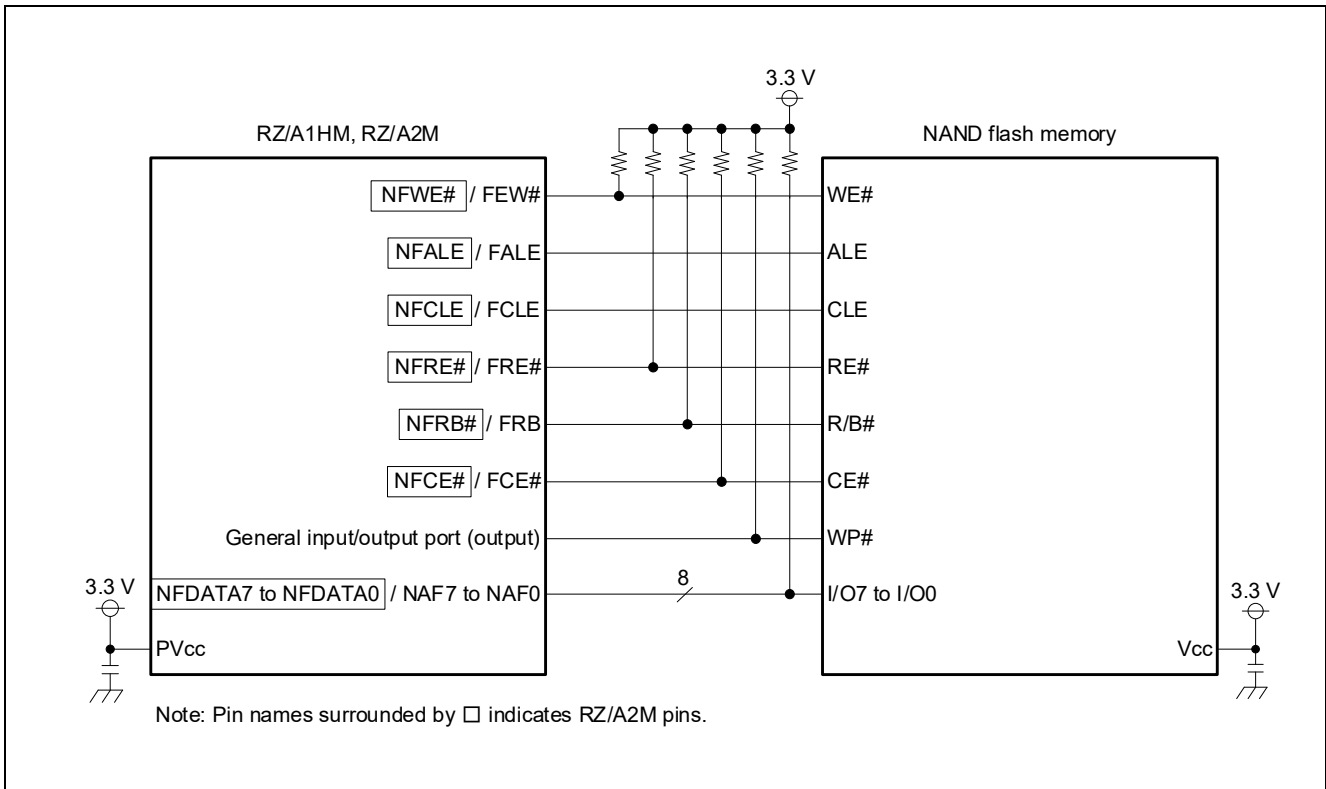 3.3 V
RZ/A1HM, RZ/A2M
NAND flash memory
NFWE# / FEW#
WE#
NFALE / FALE
ALE
NFCLE / FCLE
CLE
NFRE# / FRE#
RE#
NFRB# / FRB
R/B#
NFCE# / FCE#
CE#
General input/output port (output)
WP#
3.3 V
NFDATA7 to NFDATA0 / NAF7 to NAF0
8
I/O7 to I/O0
3.3 V
PVcc
Vcc
Note: Pin names surrounded by □ indicates RZ/A2M pins.